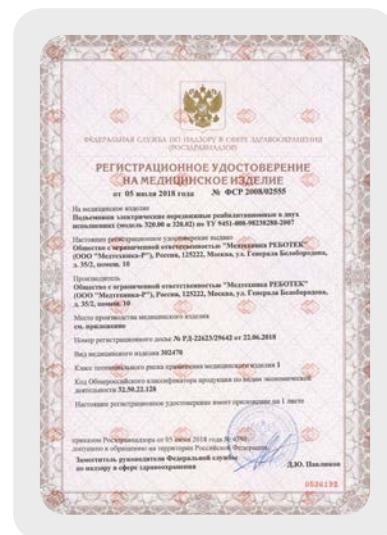 ФЕДЕРАЛЬНАЯ СЛУЖБА ПО НАДЗОРУ В СФЕРЕ ЗДРАВООХРАНЕНИЯ
(РОСЗДРАВНАДЗОР)
РЕГИСТРАЦИОННОЕ УДОСТОВЕРЕНИЕ
НА МЕДИЦИНСКОЕ ИЗДЕЛИЕ
от 05 июля 2018 года № ФСР 2008/02555
На медицинское изделие
Подъемники электрические передвижные реабилитационные в двух
исполнениях (модель 320.00 и 320.02) по ТУ 9451-008-98238288-2007
Настоящее регистрационное удостоверение выдано
Общество с ограниченной ответственностью "Медтехника РЕБОТЕК"
(ООО "Медтехника-Р"), Россия, 125222, Москва, ул. Генерала Белобородова,
д. 35/2, помещ. 10
Производитель
Общество с ограниченной ответственностью "Медтехника РЕБОТЕК"
(ООО "Медтехника-Р"), Россия, 125222, Москва, ул. Генерала Белобородова,
д. 35/2, помещ. 10
Место производства медицинского изделия
см. приложение
Номер регистрационного досье № РД-22623/29642 от 22.06.2018
Вид медицинского изделия 302470
Класс потенциального риска применения медицинского изделия 1
Код Общероссийского классификатора продукции по видам экономической
деятельности 32.50.22.128
Настоящее регистрационное удостоверение имеет приложение на 1 листе
приказом Росздравнадзора от 05 июля 2018 года №
допущено к обращению на территории Российской Федерации.
Заместитель руководителя Федеральной службы
по надзору в сфере здравоохранения
Д.Ю. Павлюков
0536192